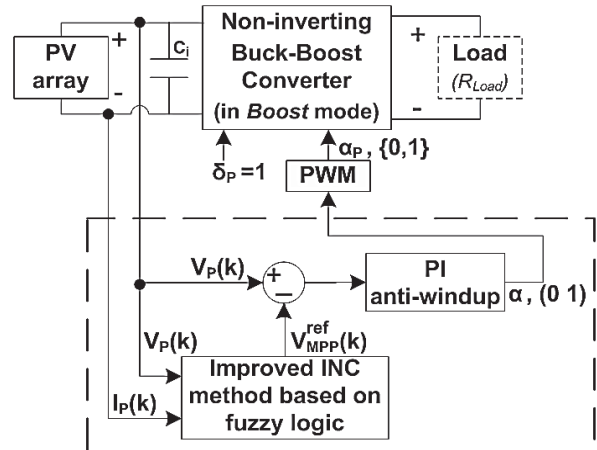 PV
array
+
-
Ci
Non-inverting
Buck-Boost
Converter
(in Boost mode)
+
-
Load
(RLoad)
δP =1
αP , {0,1}
PWM
VP(k)
+
−
PI
anti-windup
α , (0 1)
VP(k)
V ref MPP (k)
IP(k)
Improved INC
method based on
fuzzy logic